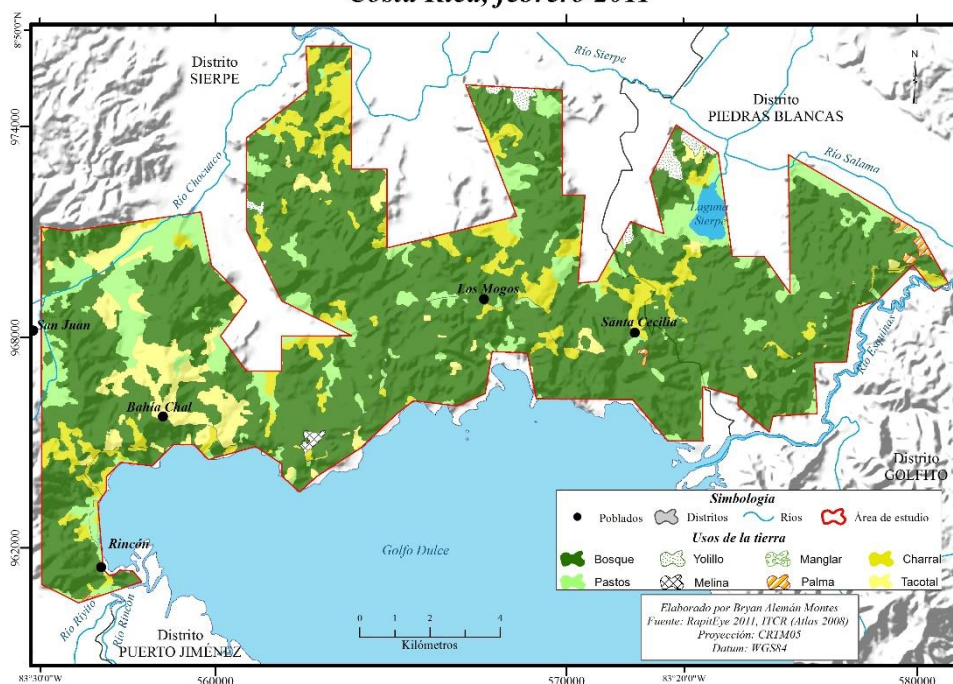 Costa Rica, febrero 2011
8°50'0"N
Distrito
SIERPE
Río Sierpe
N
Distrito
PIEDRAS BLANCAS
974000
Río Chocuaco
Río Salama
Laguna
Sierpe
Los Mogos
San Juan
Santa Cecilia
968000
Río Esquinas
Bahía Chal
Distrito
GOLFITO
Simbología
Poblados
Distritos
Ríos
Área de estudio
Usos de la tierra
Bosque
Yolillo
Manglar
Charral
Pastos
Melina
Palma
Tacotal
962000
Rincón
Golfo Dulce
Río Riyito
Río Rincón
Elaborado por Bryan Alemán Montes
Fuente: RapitEye 2011, ITCR (Atlas 2008)
Proyección: CRTM05
Datum: WGS84
Distrito
PUERTO JIMÉNEZ
0 1 2 4
Kilómetros
83°30'0"W
560000
570000
83°20'0"W
580000